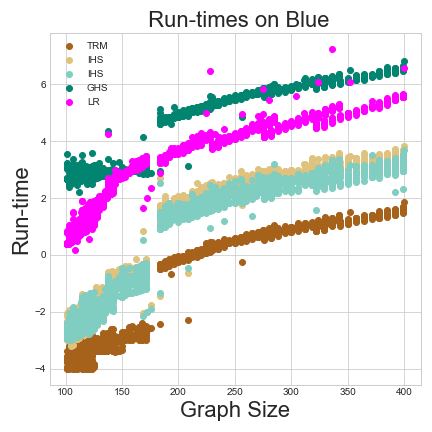 Run-times on Blue
TRM
IHS
IHS
GHS
LR
6
4
2
0
−2
−4
Run-time
100 150 200 250 300 350 400
Graph Size